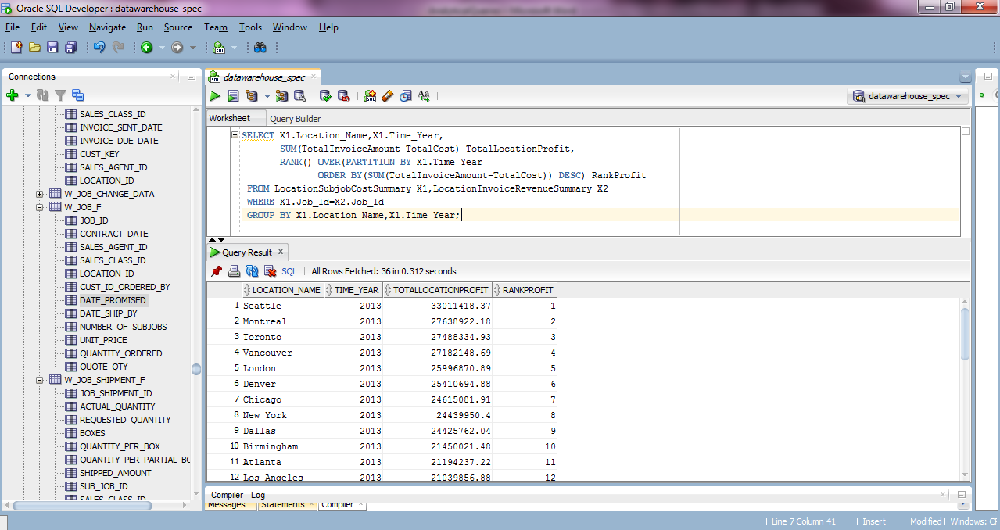 Oracle SQL Developer : datawarehouse_spec
File Edit View Navigate Run Source Team Tools Window Help
Connections
SALES_CLASS_ID
INVOICE_SENT_DATE
INVOICE_DUE_DATE
CUST_KEY
SALES_AGENT_ID
LOCATION_ID
W_JOB_CHANGE_DATA
W_JOB_F
JOB_ID
CONTRACT_DATE
SALES_AGENT_ID
SALES_CLASS_ID
LOCATION_ID
CUST_ID_ORDERED_BY
DATE_PROMISED
DATE_SHIP_BY
NUMBER_OF_SUBJOBS
UNIT_PRICE
QUANTITY_ORDERED
QUOTE_QTY
W_JOB_SHIPMENT_F
JOB_SHIPMENT_ID
ACTUAL_QUANTITY
REQUESTED_QUANTITY
BOXES
QUANTITY_PER_BOX
QUANTITY_PER_PARTIAL_BO
SHIPPED_AMOUNT
SUB_JOB_ID
SALES_CLASS_ID
datawarehouse_spec
SQL Aa datawarehouse_spec
Worksheet Query Builder
SELECT X1.Location_Name,X1.Time_Year,
SUM(TotalInvoiceAmount-TotalCost) TotalLocationProfit,
RANK() OVER(PARTITION BY X1.Time_Year
ORDER BY(SUM(TotalInvoiceAmount-TotalCost)) DESC) RankProfit
FROM LocationSubjobCostSummary X1,LocationInvoiceRevenueSummary X2
WHERE X1.Job_Id=X2.Job_Id
GROUP BY X1.Location_Name,X1.Time_Year;
Query Result x
SQL | All Rows Fetched: 36 in 0.312 seconds
LOCATION_NAME TIME_YEAR TOTALLOCATIONPROFIT RANKPROFIT
1 Seattle 2013 33011418.37 1
2 Montreal 2013 27638922.18 2
3 Toronto 2013 27488334.93 3
4 Vancouver 2013 27182148.69 4
5 London 2013 25996870.89 5
6 Denver 2013 25410694.88 6
7 Chicago 2013 24615081.91 7
8 New York 2013 24439950.4 8
9 Dallas 2013 24425762.04 9
10 Birmingham 2013 21450021.48 10
11 Atlanta 2013 21194237.22 11
12 Los Angeles 2013 21039856.88 12
Compiler - Log
Messages Statements Compiler
Line 7 Column 41 | Insert | Modified | Windows: CF